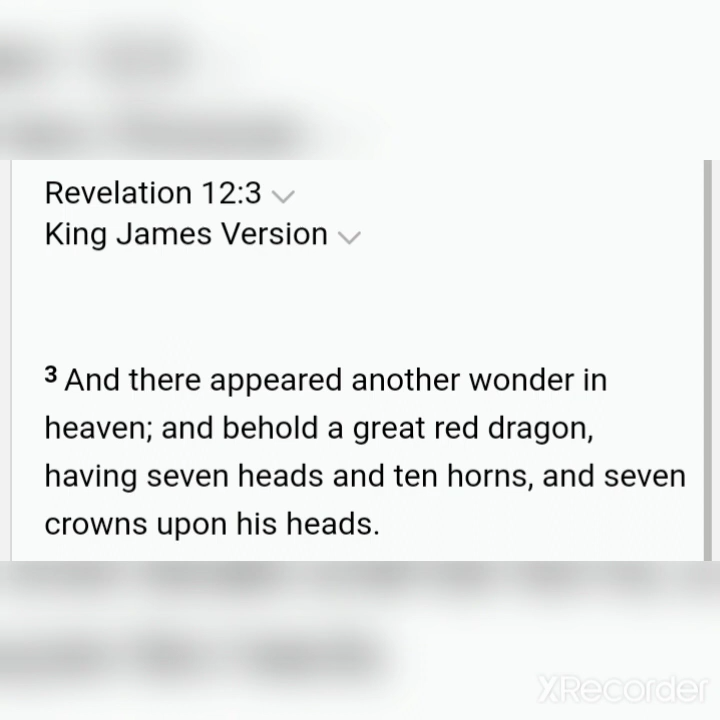 Revelation 12:3
King James Version
3 And there appeared another wonder in
heaven; and behold a great red dragon,
having seven heads and ten horns, and seven
crowns upon his heads.
XRecorder